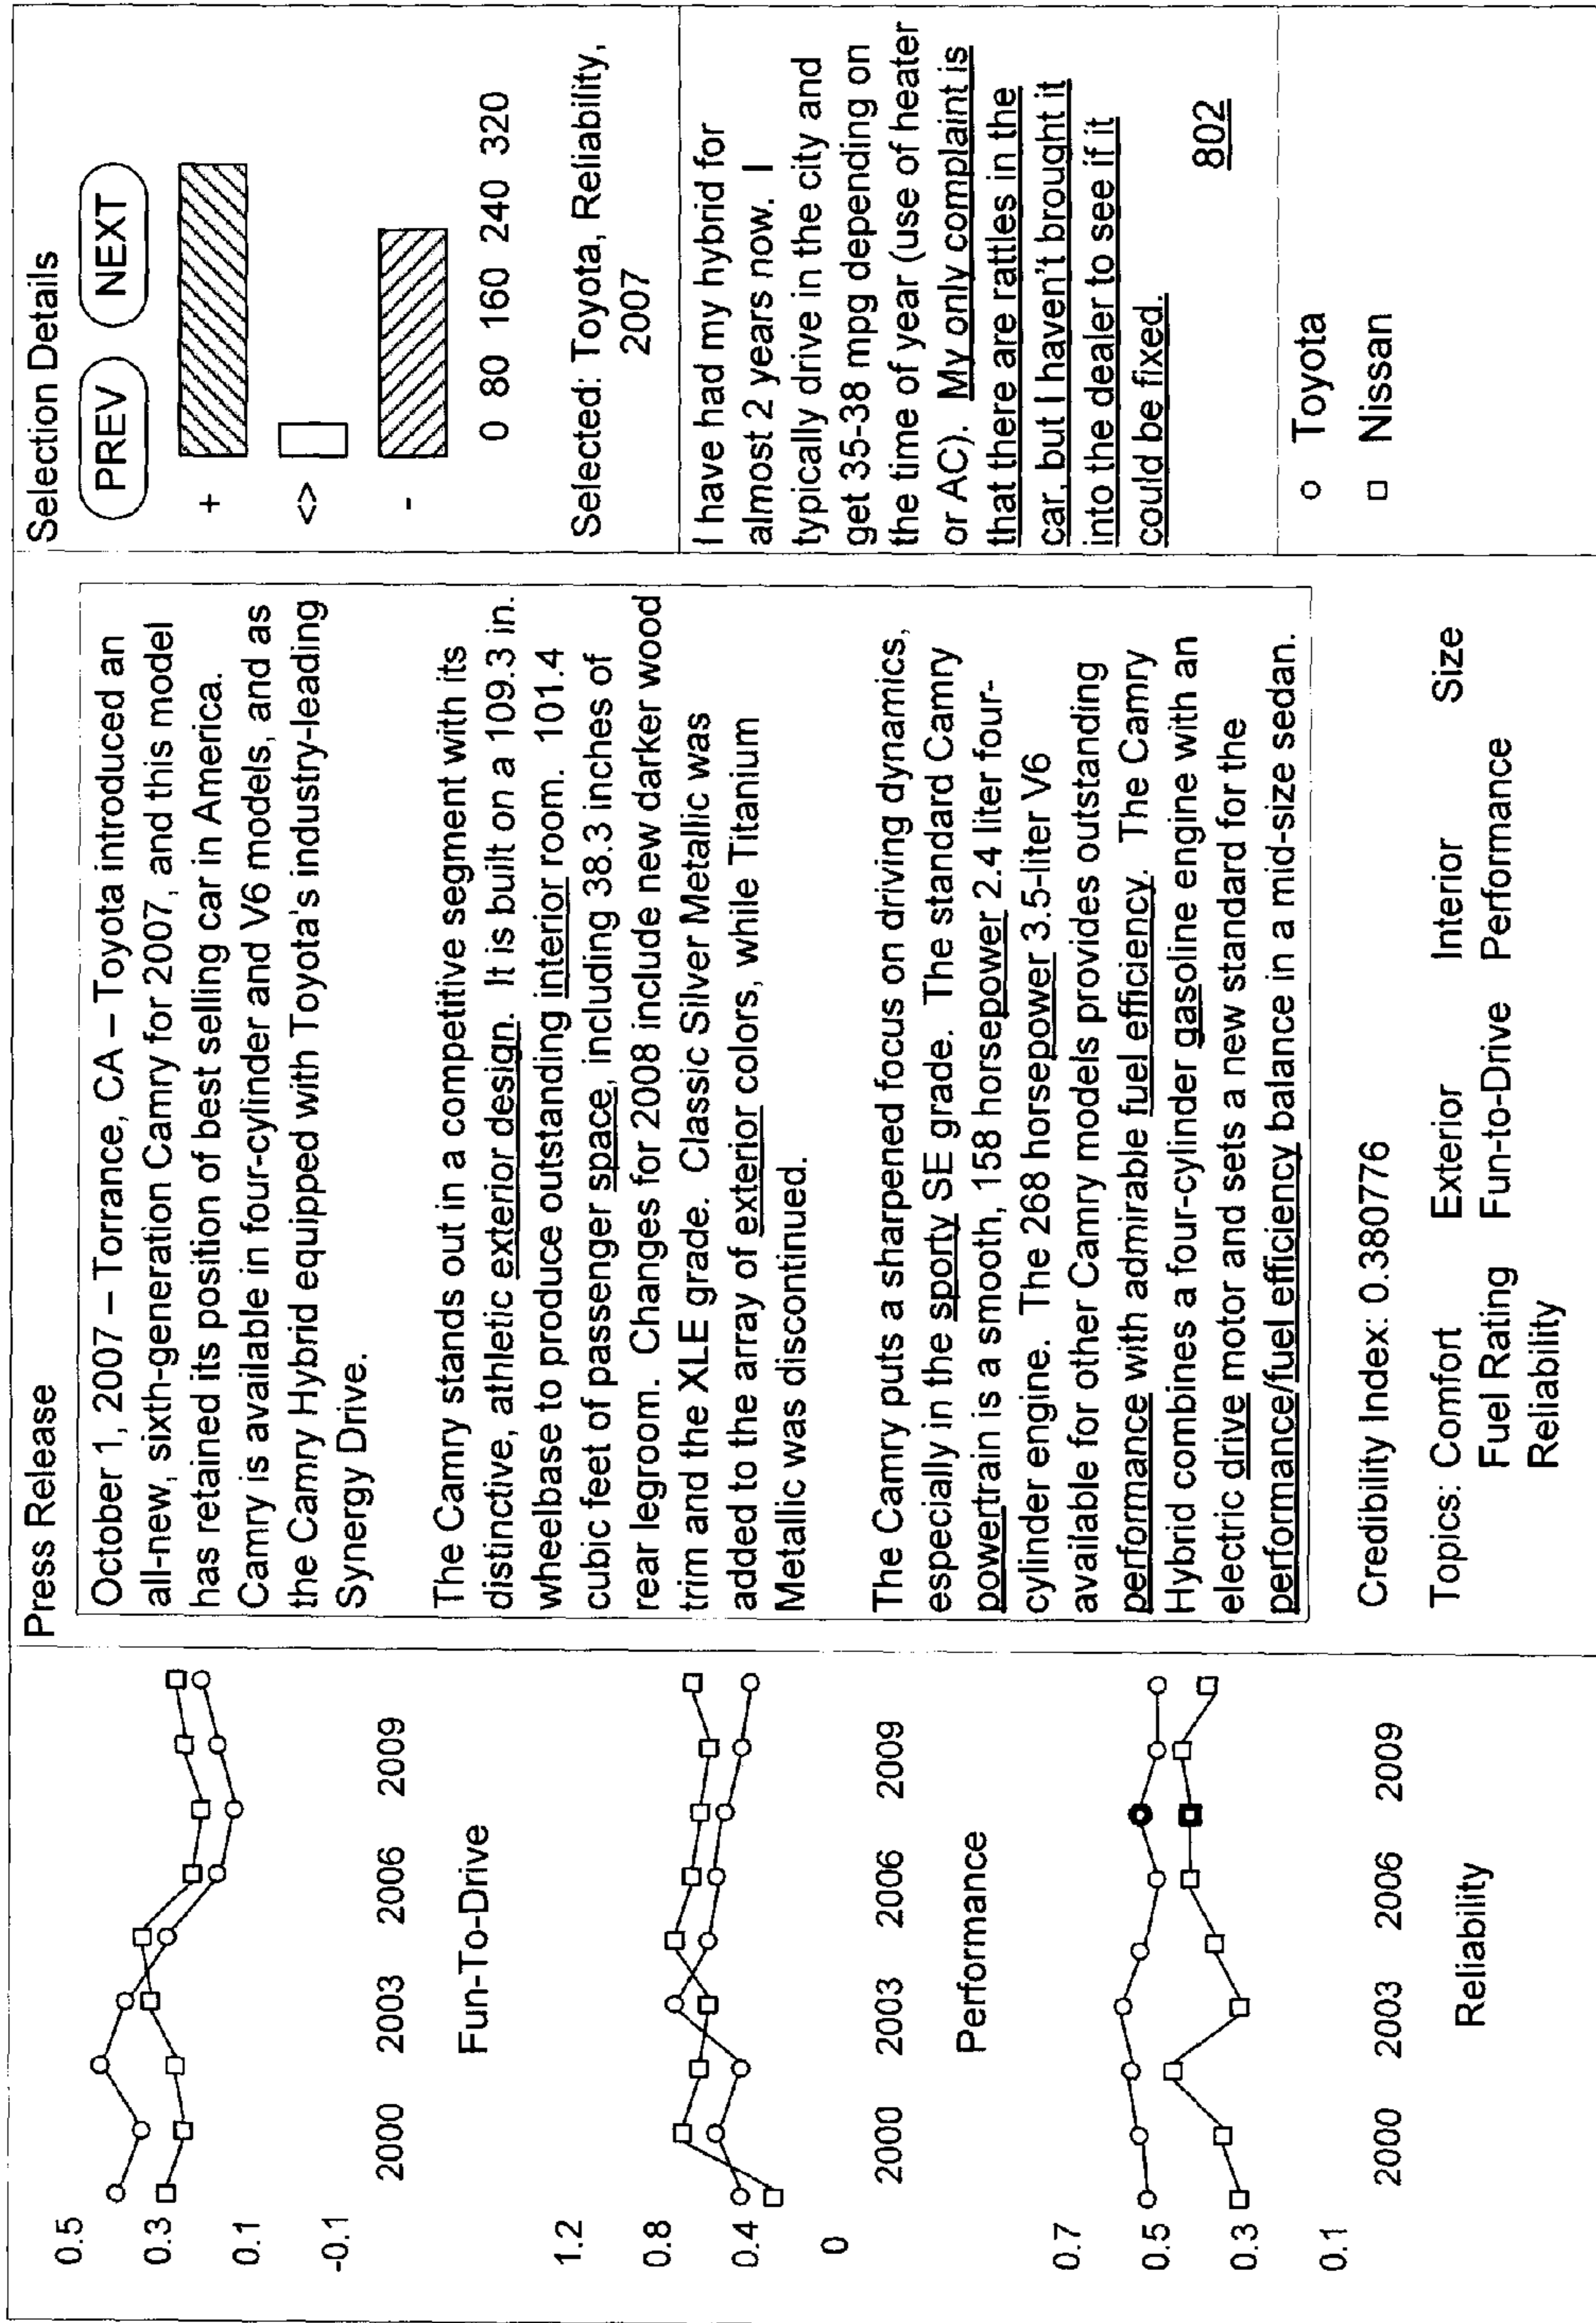 0.5
0.3
0.1
-0.1
2000 2003 2006 2009
Fun-To-Drive
1.2
0.8
0.4
0
2000 2003 2006 2009
Performance
0.7
0.5
0.3
0.1
2000 2003 2006 2009
Reliability
Press Release
October 1, 2007 – Torrance, CA – Toyota introduced an
all-new, sixth-generation Camry for 2007, and this model
has retained its position of best selling car in America.
Camry is available in four-cylinder and V6 models, and as
the Camry Hybrid equipped with Toyota's industry-leading
Synergy Drive.
The Camry stands out in a competitive segment with its
distinctive, athletic exterior design. It is built on a 109.3 in.
wheelbase to produce outstanding interior room. 101.4
cubic feet of passenger space, including 38.3 inches of
rear legroom. Changes for 2008 include new darker wood
trim and the XLE grade. Classic Silver Metallic was
added to the array of exterior colors, while Titanium
Metallic was discontinued.
The Camry puts a sharpened focus on driving dynamics,
especially in the sporty SE grade. The standard Camry
powertrain is a smooth, 158 horsepower 2.4 liter four-
cylinder engine. The 268 horsepower 3.5-liter V6
available for other Camry models provides outstanding
performance with admirable fuel efficiency. The Camry
Hybrid combines a four-cylinder gasoline engine with an
electric drive motor and sets a new standard for the
performance/fuel efficiency balance in a mid-size sedan.
Credibility Index: 0.380776
Topics: Comfort Exterior Interior Size
Fuel Rating Fun-to-Drive Performance
Reliability
Selection Details
PREV NEXT
+
<>
-
0 80 160 240 320
Selected: Toyota, Reliability,
2007
I have had my hybrid for
almost 2 years now. I
typically drive in the city and
get 35-38 mpg depending on
the time of year (use of heater
or AC). My only complaint is
that there are rattles in the
car, but I haven't brought it
into the dealer to see if it
could be fixed.
802
Toyota
Nissan